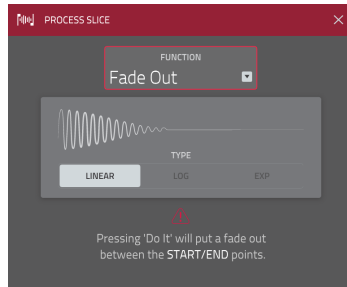 PROCESS SLICE
FUNCTION
Fade Out
TYPE
LINEAR LOG EXP
Pressing 'Do It' will put a fade out
between the START/END points.